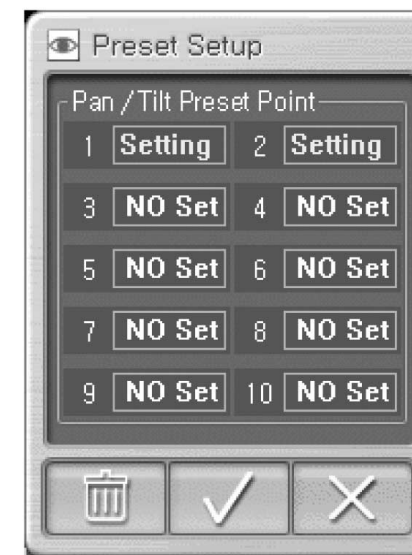 Preset Setup
Pan / Tilt Preset Point
1 Setting 2 Setting
3 NO Set 4 NO Set
5 NO Set 6 NO Set
7 NO Set 8 NO Set
9 NO Set 10 NO Set